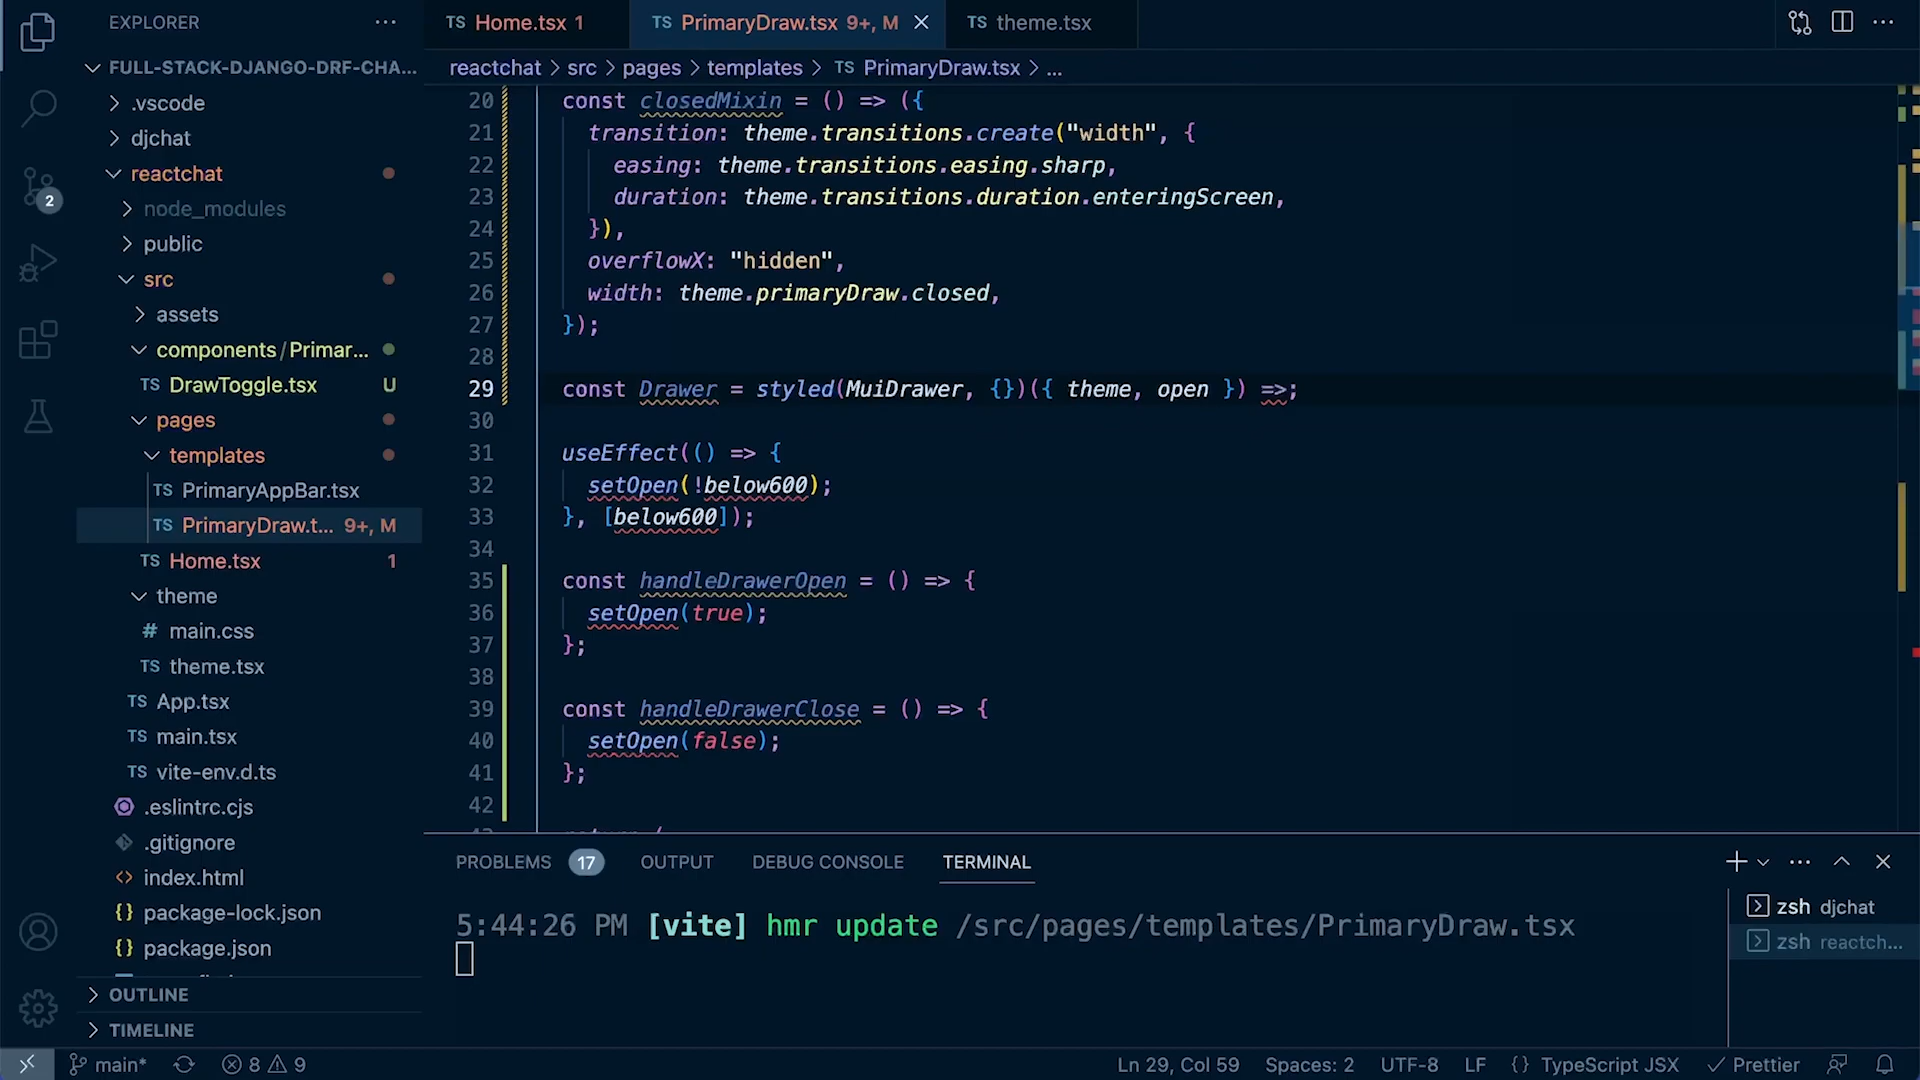 EXPLORER
FULL-STACK-DJANGO-DRF-CHA...
.vscode
djchat
reactchat
node_modules
public
src
assets
components/Primar...
DrawToggle.tsx U
pages
templates
TS PrimaryAppBar.tsx
TS PrimaryDraw.t... 9+, M
TS Home.tsx 1
theme
# main.css
TS theme.tsx
TS App.tsx
TS main.tsx
TS vite-env.d.ts
.eslintrc.cjs
.gitignore
<> index.html
{} package-lock.json
{} package.json
OUTLINE
TIMELINE
2
TS Home.tsx 1
TS PrimaryDraw.tsx 9+, M
TS theme.tsx
reactchat > src > pages > templates > TS PrimaryDraw.tsx > ...
20 const closedMixin = () => ({
21 transition: theme.transitions.create("width", {
22 easing: theme.transitions.easing.sharp,
23 duration: theme.transitions.duration.enteringScreen,
24 }),
25 overflowX: "hidden",
26 width: theme.primaryDraw.closed,
27 });
28
29 const Drawer = styled(MuiDrawer, {})({ theme, open }) =>;
30
31 useEffect(() => {
32 setOpen(!below600);
33 }, [below600]);
34
35 const handleDrawerOpen = () => {
36 setOpen(true);
37 };
38
39 const handleDrawerClose = () => {
40 setOpen(false);
41 };
42
PROBLEMS 17 OUTPUT DEBUG CONSOLE TERMINAL
5:44:26 PM [vite] hmr update /src/pages/templates/PrimaryDraw.tsx
zsh djchat
zsh reactch...
main* 8 9 Ln 29, Col 59 Spaces: 2 UTF-8 LF {} TypeScript JSX Prettier